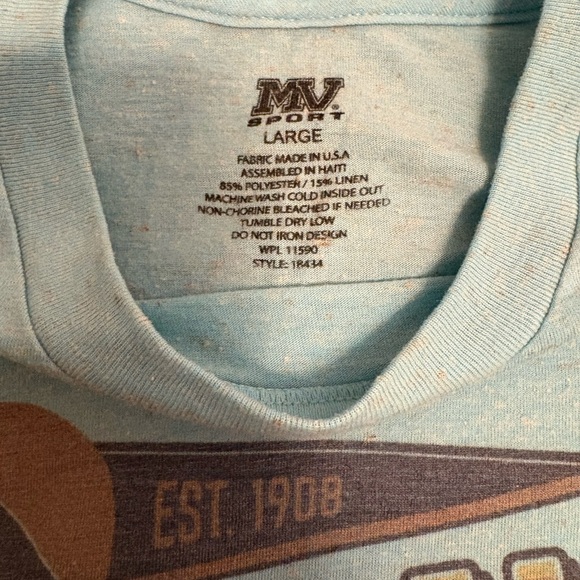 MV®
SPORT
LARGE
FABRIC MADE IN U.S.A
ASSEMBLED IN HAITI
85% POLYESTER / 15% LINEN
MACHINE WASH COLD INSIDE OUT
NON-CHORINE BLEACHED IF NEEDED
TUMBLE DRY LOW
DO NOT IRON DESIGN
WPL 11590
STYLE: 18434
EST. 1908